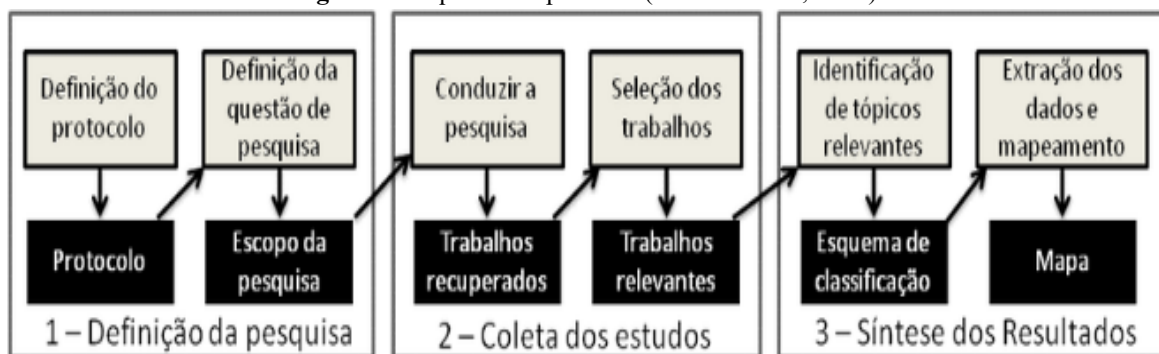 Definição do
protocolo
Protocolo
Definição da
questão de
pesquisa
Escopo da
pesquisa
1 – Definição da pesquisa
Conduzir a
pesquisa
Trabalhos
recuperados
Seleção dos
trabalhos
Trabalhos
relevantes
2 – Coleta dos estudos
Identificação
de tópicos
relevantes
Esquema de
classificação
Extração dos
dados e
mapeamento
Mapa
3 – Síntese dos Resultados